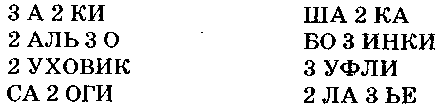 3 А 2 КИ
2 АЛЬ 3 О
2 УХОВИК
СА 2 ОГИ
ША 2 КА
БО 3 ИНКИ
3 УФЛИ
2 ЛА 3 ЬЕ